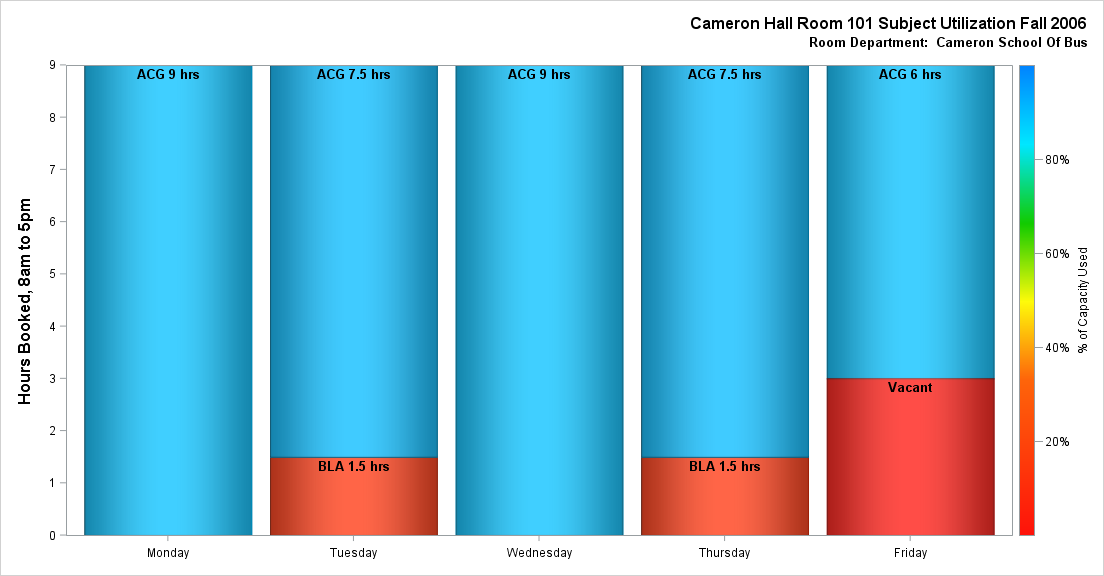 Cameron Hall Room 101 Subject Utilization Fall 2006
Room Department:  Cameron School Of Bus
Hours Booked, 8am to 5pm
9
8
7
6
5
4
3
2
1
0
ACG 9 hrs
ACG 7.5 hrs
ACG 9 hrs
ACG 7.5 hrs
ACG 6 hrs
Vacant
BLA 1.5 hrs
BLA 1.5 hrs
Monday
Tuesday
Wednesday
Thursday
Friday
80%
60%
40%
20%
% of Capacity Used